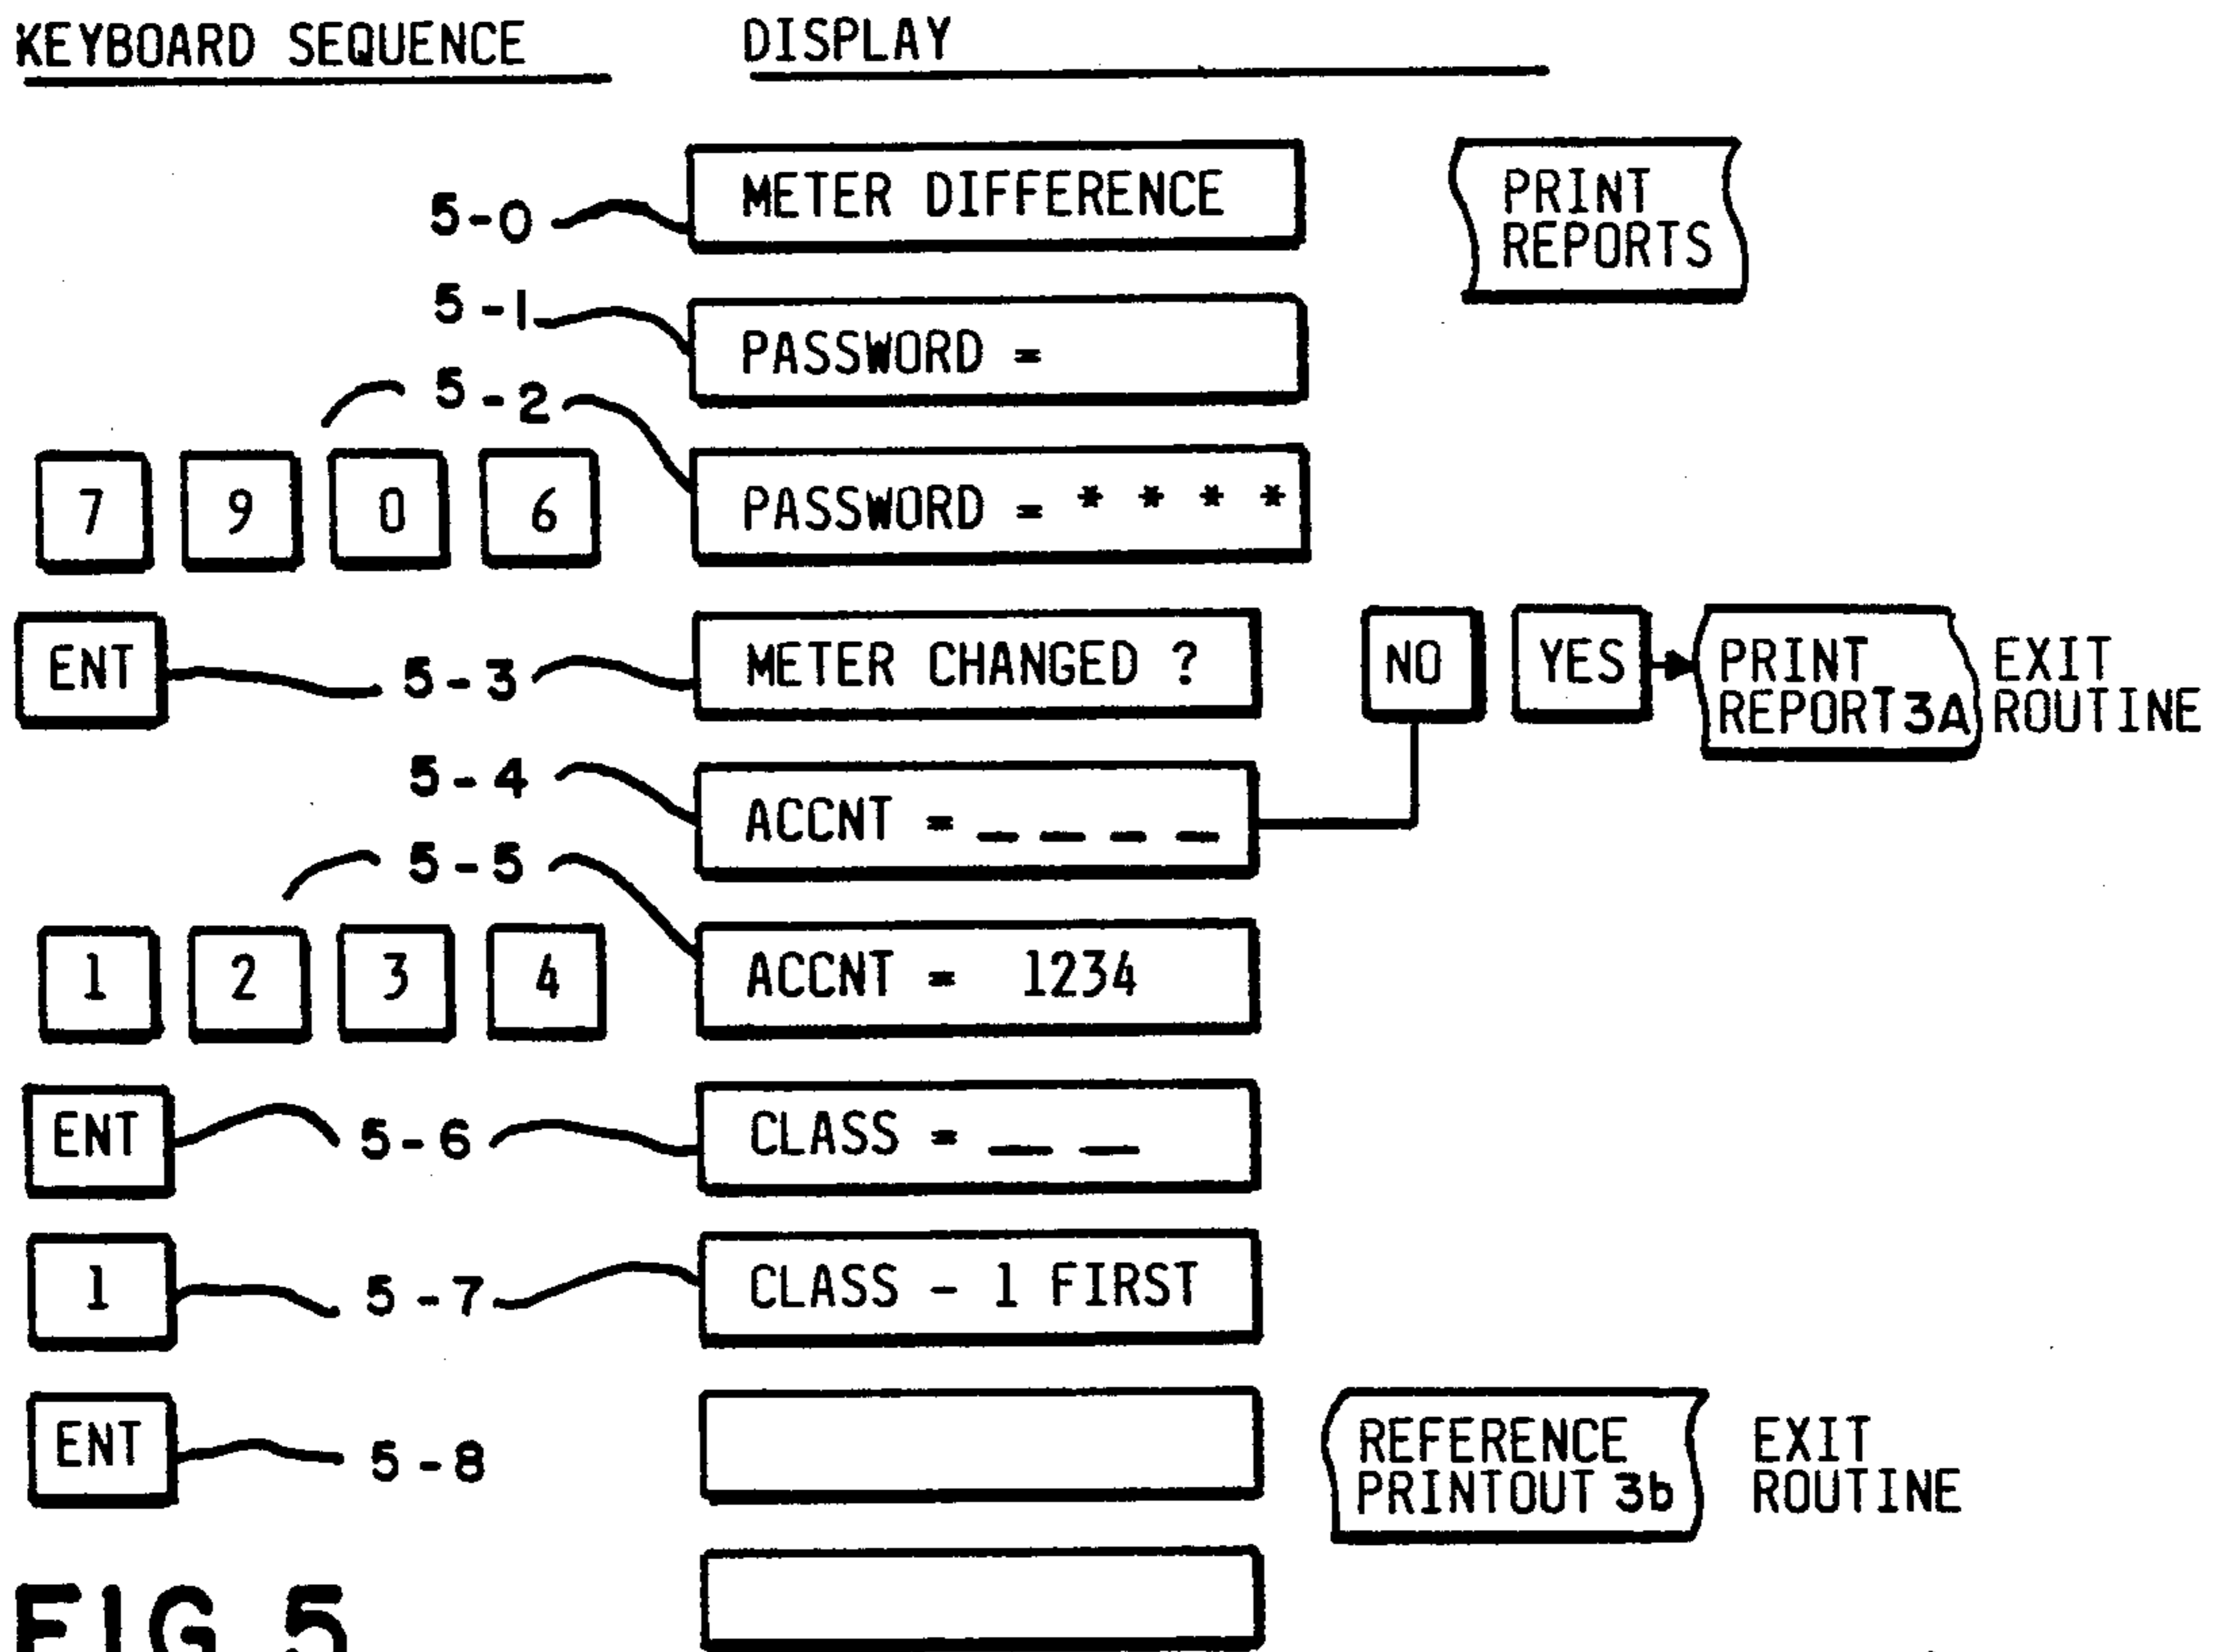 KEYBOARD SEQUENCE DISPLAY
5-0 METER DIFFERENCE
PRINT
REPORTS
5-1 PASSWORD =
5-2
7 9 0 6 PASSWORD = * * * *
ENT 5-3 METER CHANGED ? NO YES
PRINT
REPORT 3A
EXIT
ROUTINE
5-4 ACCNT = _ _ _ _
5-5
1 2 3 4 ACCNT = 1234
ENT 5-6 CLASS = _ _
1 5-7 CLASS - 1 FIRST
ENT 5-8
REFERENCE
PRINTOUT 3b
EXIT
ROUTINE
FIG 5